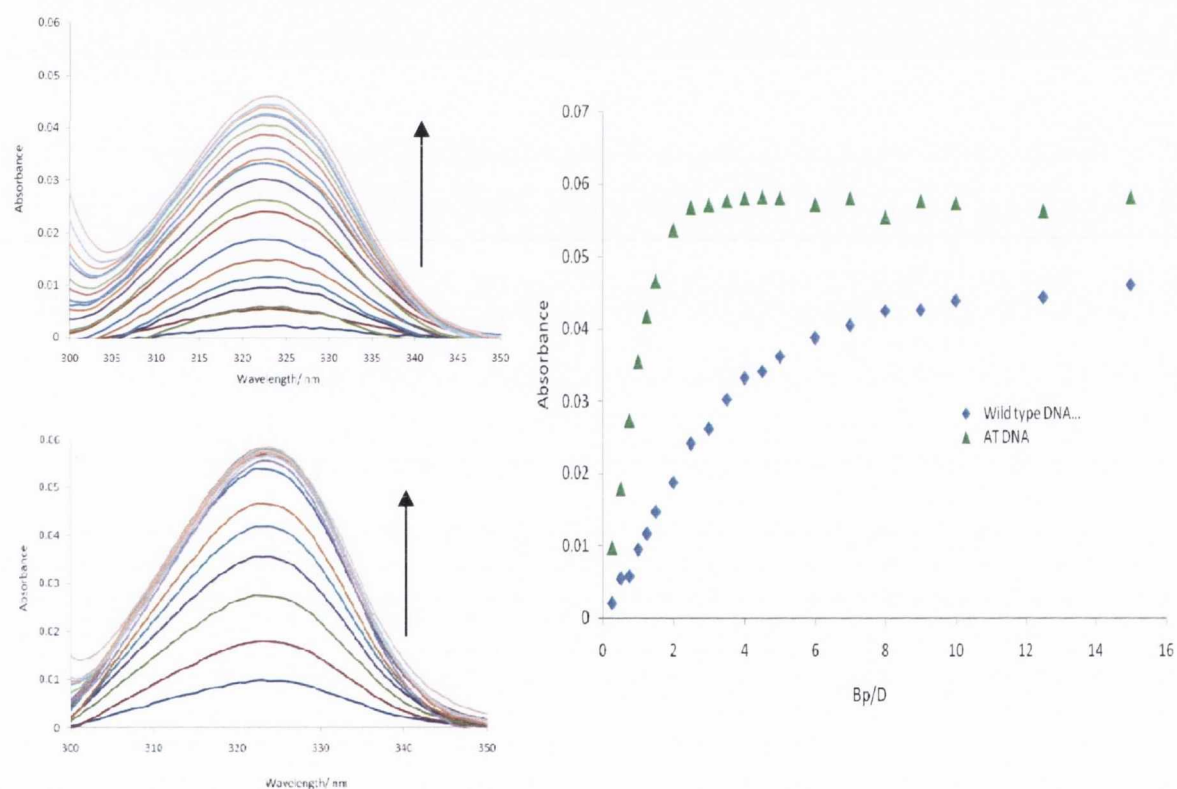 0.06
0.05
0.04
0.03
0.02
0.01
0
Absorbance
300 305 310 315 320 325 330 335 340 345 350
Wavelength/ nm
0.06
0.05
0.04
0.03
0.02
0.01
0
Absorbance
300 310 320 330 340 350
Wavelength/ nm
0.07
0.06
0.05
0.04
0.03
0.02
0.01
0
Absorbance
0 2 4 6 8 10 12 14 16
Bp/D
Wild type DNA...
AT DNA